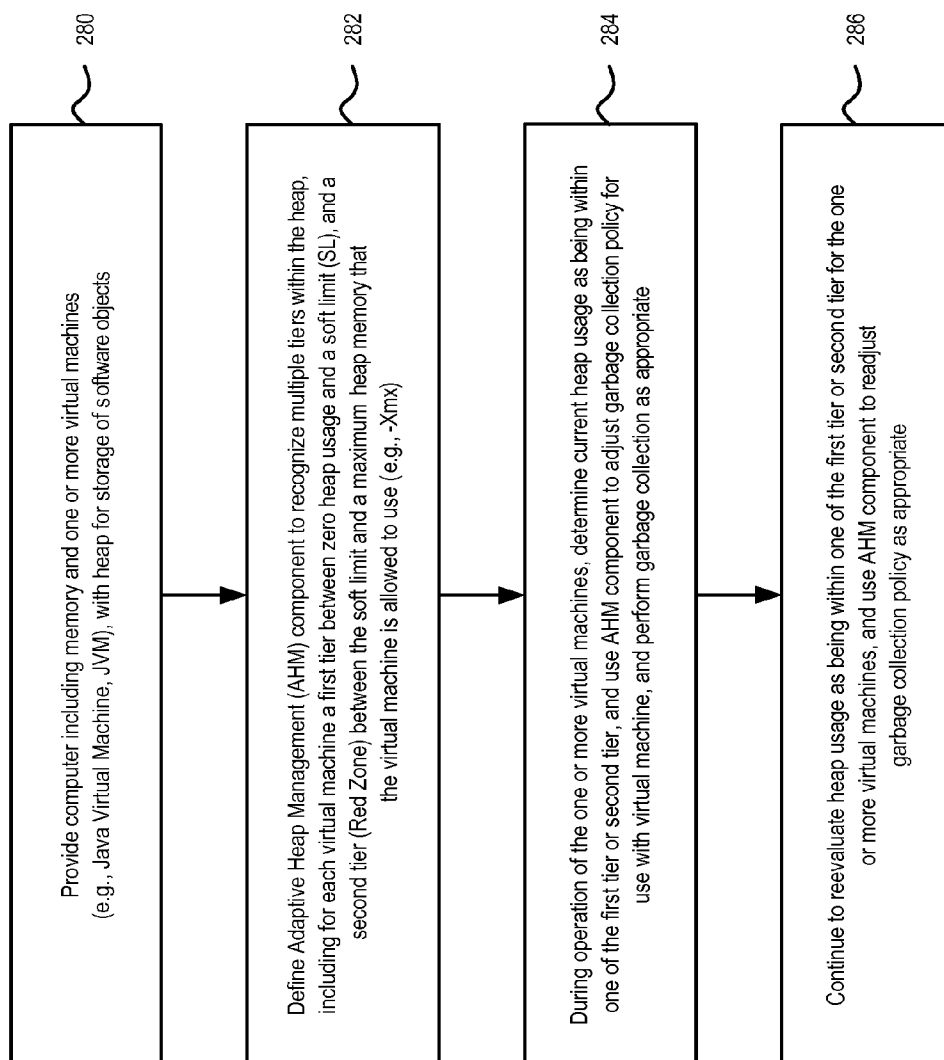 Provide computer including memory and one or more virtual machines
(e.g., Java Virtual Machine, JVM), with heap for storage of software objects
280
Define Adaptive Heap Management (AHM) component to recognize multiple tiers within the heap,
including for each virtual machine a first tier between zero heap usage and a soft limit (SL), and a
second tier (Red Zone) between the soft limit and a maximum heap memory that
the virtual machine is allowed to use (e.g., -Xmx)
282
During operation of the one or more virtual machines, determine current heap usage as being within
one of the first tier or second tier, and use AHM component to adjust garbage collection policy for
use with virtual machine, and perform garbage collection as appropriate
284
Continue to reevaluate heap usage as being within one of the first tier or second tier for the one
or more virtual machines, and use AHM component to readjust
garbage collection policy as appropriate
286